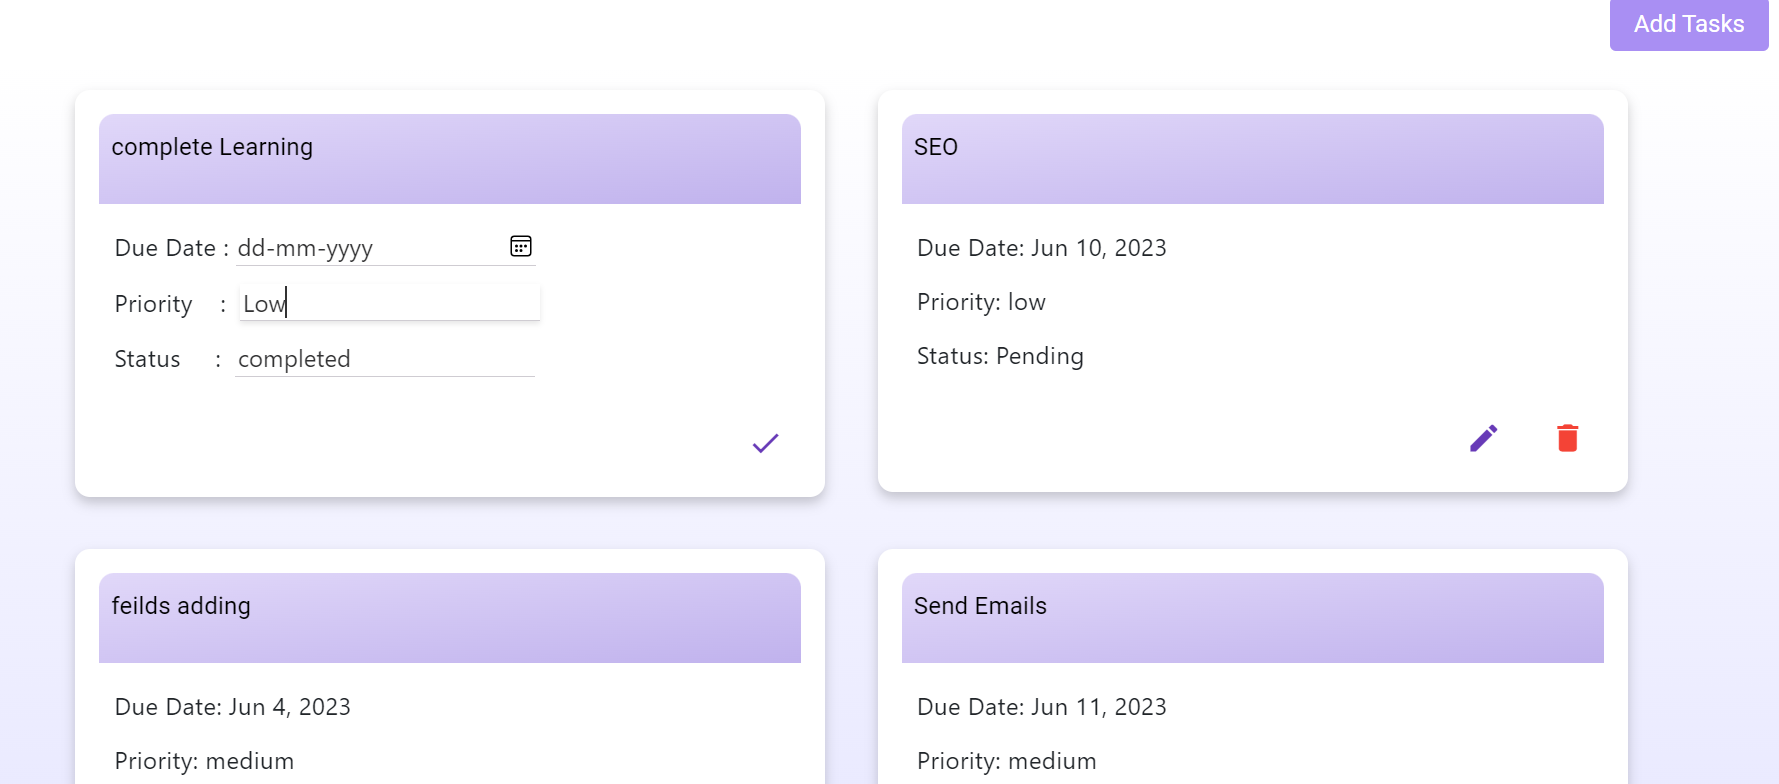 Add Tasks
complete Learning
Due Date : dd-mm-yyyy
Priority : Low
Status : completed
SEO
Due Date: Jun 10, 2023
Priority: low
Status: Pending
feilds adding
Due Date: Jun 4, 2023
Priority: medium
Send Emails
Due Date: Jun 11, 2023
Priority: medium